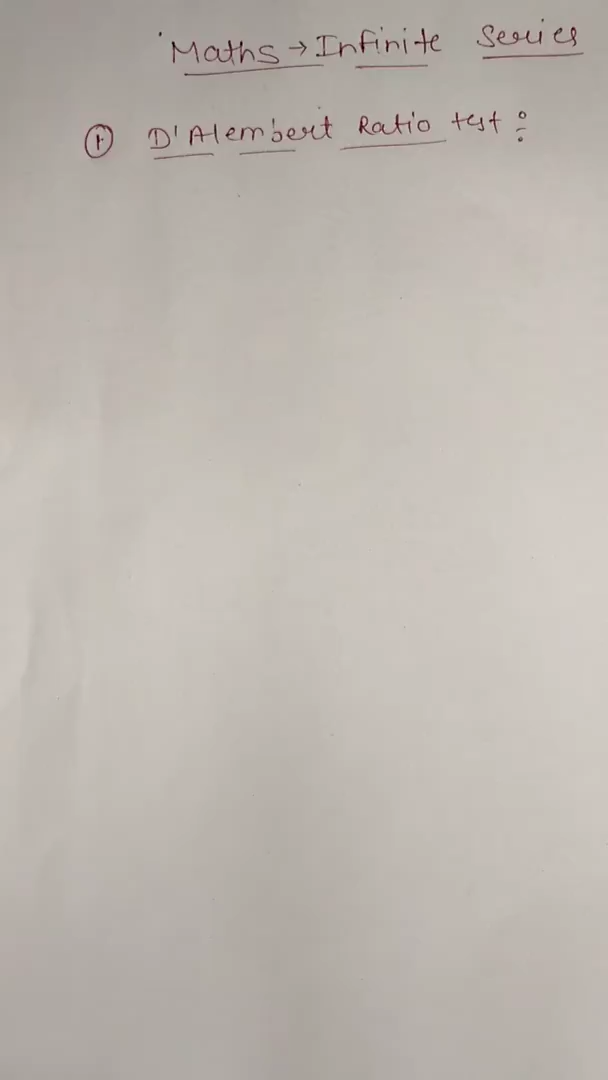 Maths → Infinite Series
① D'Alembert Ratio test :